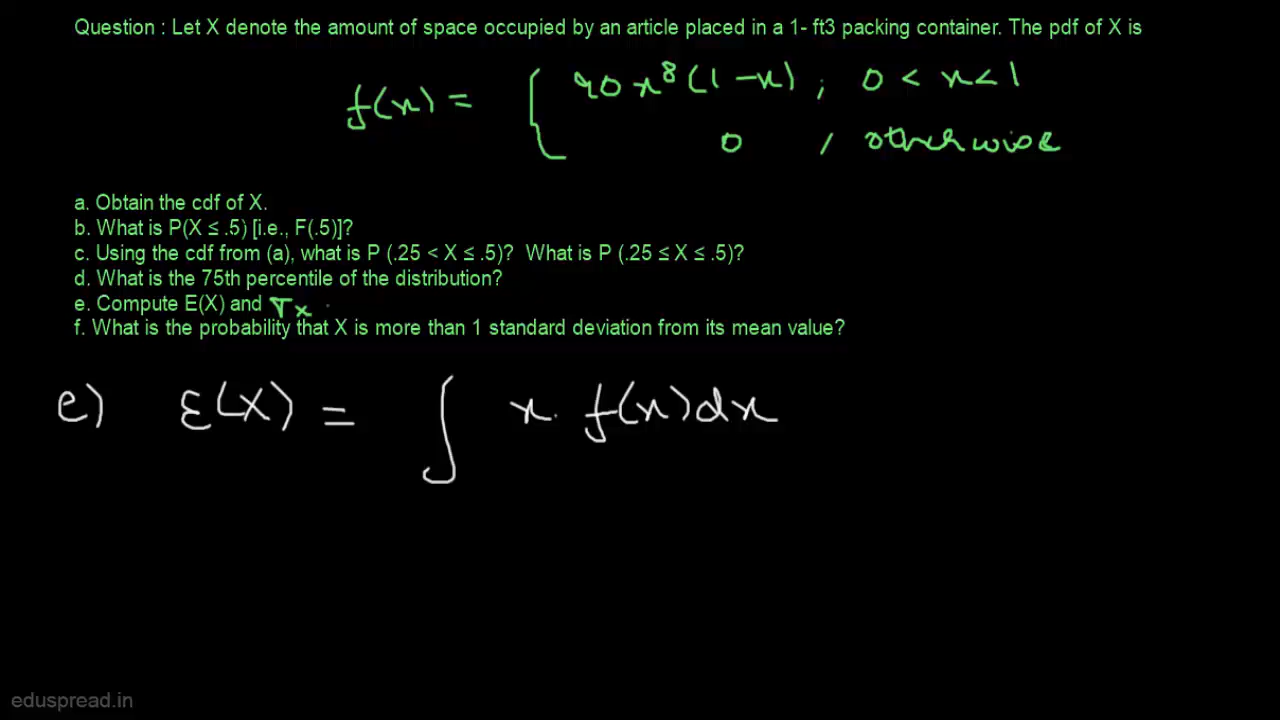 Question : Let X denote the amount of space occupied by an article placed in a 1- ft3 packing container. The pdf of X is
f(x) = { 90x⁸(1-x) ; 0 < x < 1
0 , otherwise
a. Obtain the cdf of X.
b. What is P(X ≤ .5) [i.e., F(.5)]?
c. Using the cdf from (a), what is P (.25 < X ≤ .5)? What is P (.25 ≤ X ≤ .5)?
d. What is the 75th percentile of the distribution?
e. Compute E(X) and σx
f. What is the probability that X is more than 1 standard deviation from its mean value?
e) E(X) = ∫ x. f(x)dx
eduspread.in